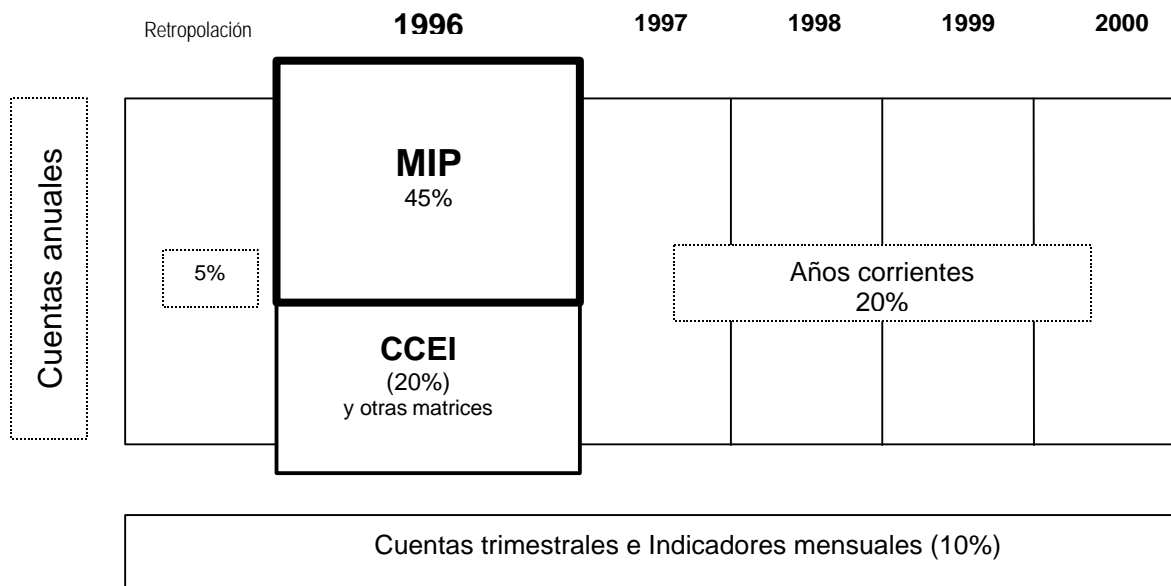 Retropolación 1996 1997 1998 1999 2000
Cuentas anuales
MIP
45%
5%
Años corrientes
20%
CCEI
(20%)
y otras matrices
Cuentas trimestrales e Indicadores mensuales (10%)